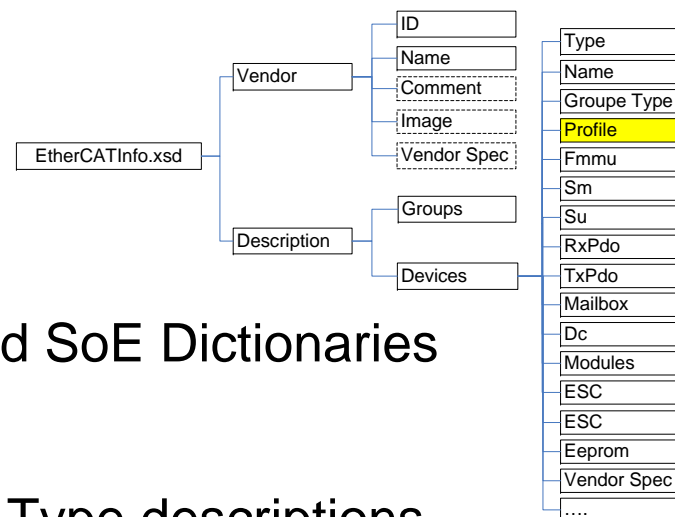 EtherCATInfo.xsd
Vendor
ID
Name
Comment
Image
Vendor Spec
Description
Groups
Devices
Type
Name
Groupe Type
Profile
Fmmu
Sm
Su
RxPdo
TxPdo
Mailbox
Dc
Modules
ESC
ESC
Eeprom
Vendor Spec
....
d SoE Dictionaries
Type descriptions